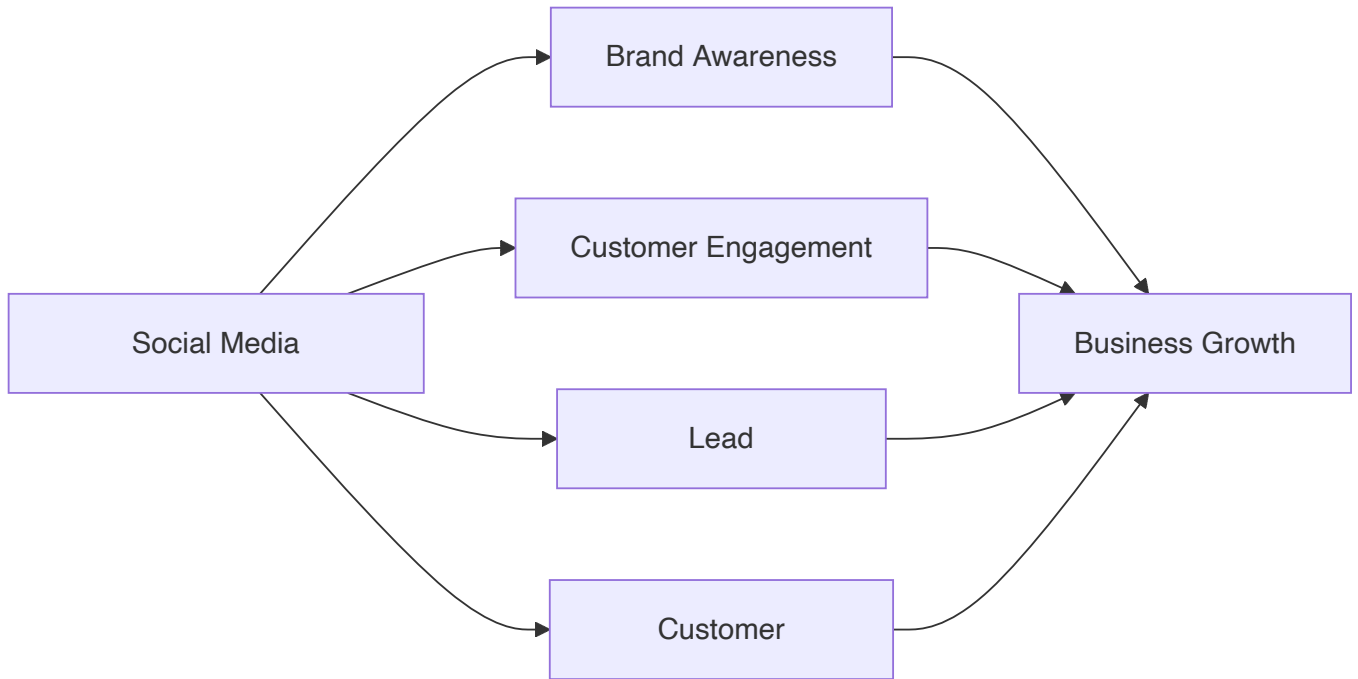 Brand Awareness
Customer Engagement
Social Media
Business Growth
Lead
Customer